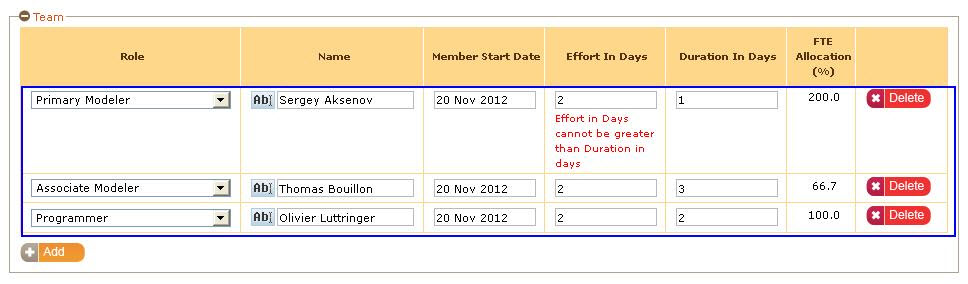 Team
Role Name Member Start Date Effort In Days Duration In Days FTE Allocation (%)
Primary Modeler Ab Sergey Aksenov 20 Nov 2012 2 1 200.0 Delete
Effort in Days
cannot be greater
than Duration in
days
Associate Modeler Ab Thomas Bouillon 20 Nov 2012 2 3 66.7 Delete
Programmer Ab Olivier Luttringer 20 Nov 2012 2 2 100.0 Delete
Add